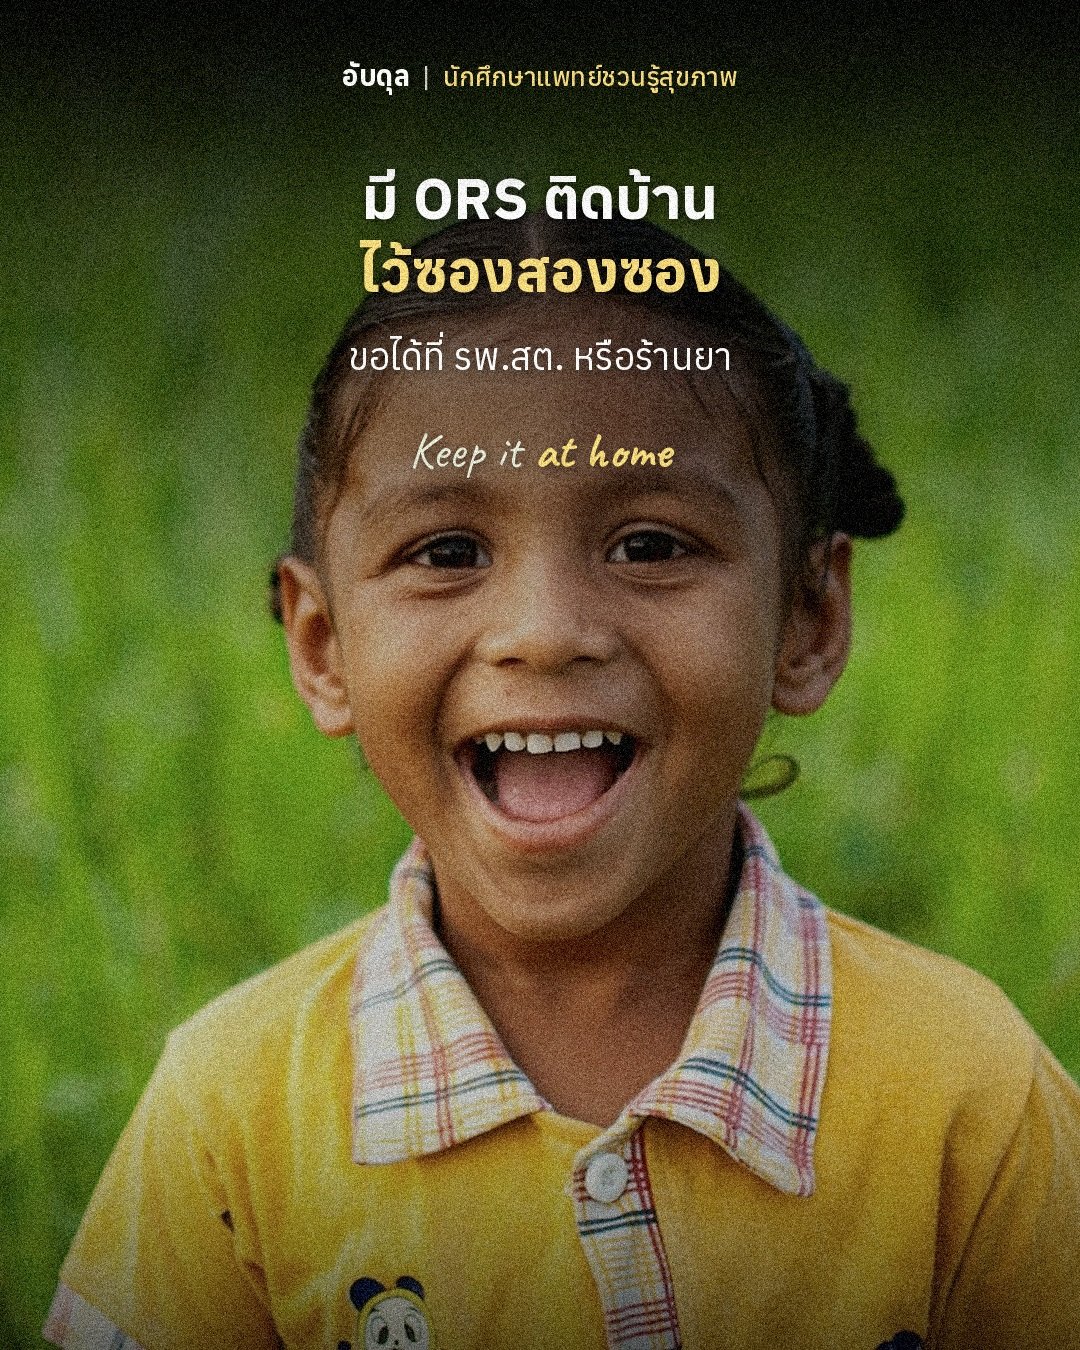 อับดุล | นักศึกษาแพทย์ชวนรู้สุขภาพ
มี ORS ติดบ้าน
ไว้ซองสองซอง
ขอได้ที่ รพ.สต. หรือร้านยา
Keep it at home